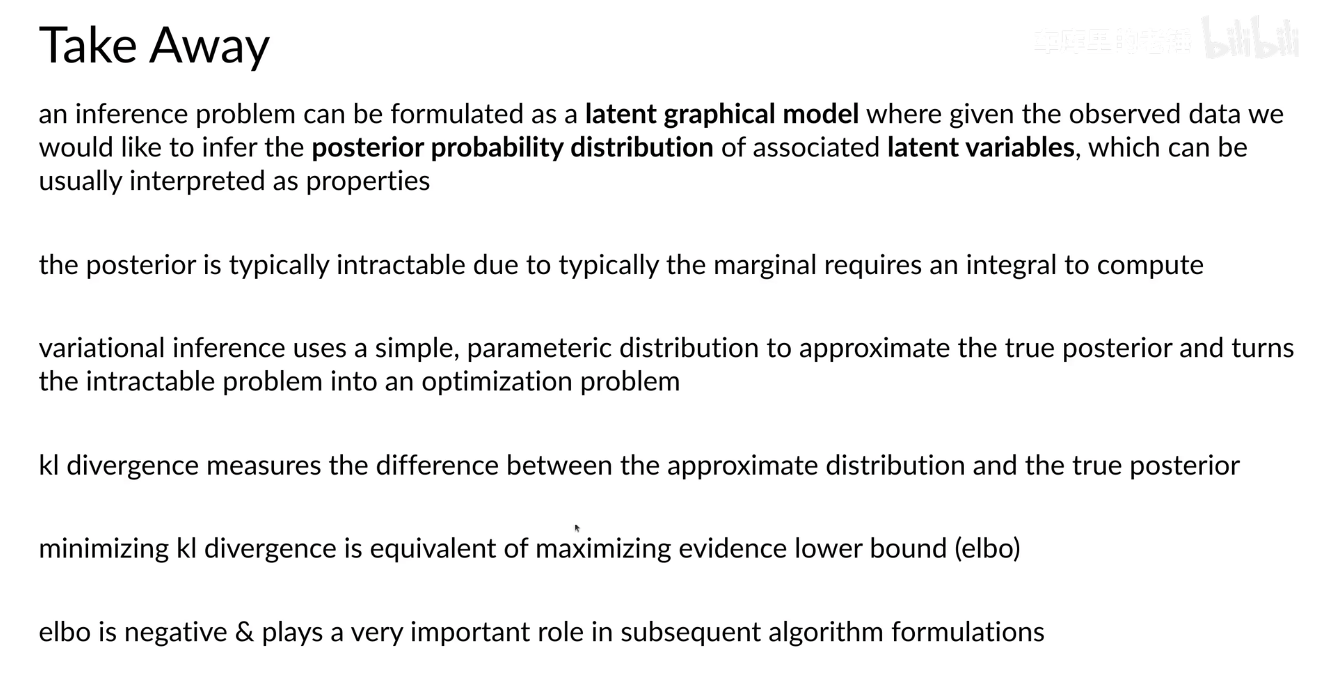 Take Away
bilibili
an inference problem can be formulated as a latent graphical model where given the observed data we
would like to infer the posterior probability distribution of associated latent variables, which can be
usually interpreted as properties
the posterior is typically intractable due to typically the marginal requires an integral to compute
variational inference uses a simple, parameteric distribution to approximate the true posterior and turns
the intractable problem into an optimization problem
kl divergence measures the difference between the approximate distribution and the true posterior
minimizing kl divergence is equivalent of maximizing evidence lower bound (elbo)
elbo is negative & plays a very important role in subsequent algorithm formulations